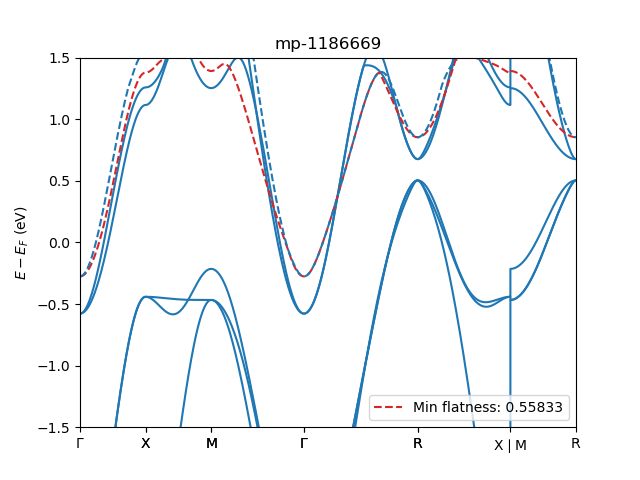 mp-1186669
E − E_F (eV)
1.5
1.0
0.5
0.0
−0.5
−1.0
−1.5
Min flatness: 0.55833
Γ X M Γ R X | M R